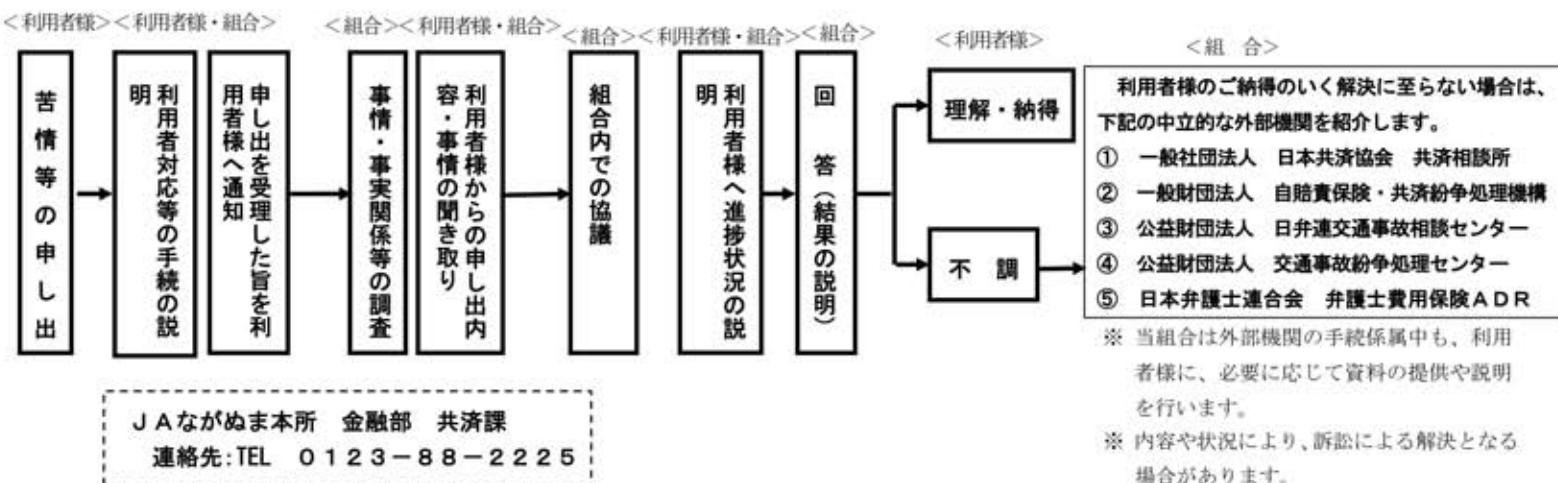 <利用者様>
<利用者様・組合>
<組合>
<利用者様・組合>
<組合>
<利用者様・組合>
<組合>
<利用者様>
<組　合>
苦情等の申し出
利用者対応等の手続の説
明
申し出を受理した旨を利
用者様へ通知
事情・事実関係等の調査
利用者様からの申し出内
容・事情の聞き取り
組合内での協議
利用者様へ進捗状況の説
明
回　答（結果の説明）
理解・納得
不　調
利用者様のご納得のいく解決に至らない場合は、
下記の中立的な外部機関を紹介します。
①　一般社団法人　日本共済協会　共済相談所
②　一般財団法人　自賠責保険・共済紛争処理機構
③　公益財団法人　日弁連交通事故相談センター
④　公益財団法人　交通事故紛争処理センター
⑤　日本弁護士連合会　弁護士費用保険ＡＤＲ
※ 当組合は外部機関の手続係属中も、利用
者様に、必要に応じて資料の提供や説明
を行います。
※ 内容や状況により、訴訟による解決となる
場合があります。
ＪＡながぬま本所　金融部　共済課
連絡先：TEL　０１２３－８８－２２２５